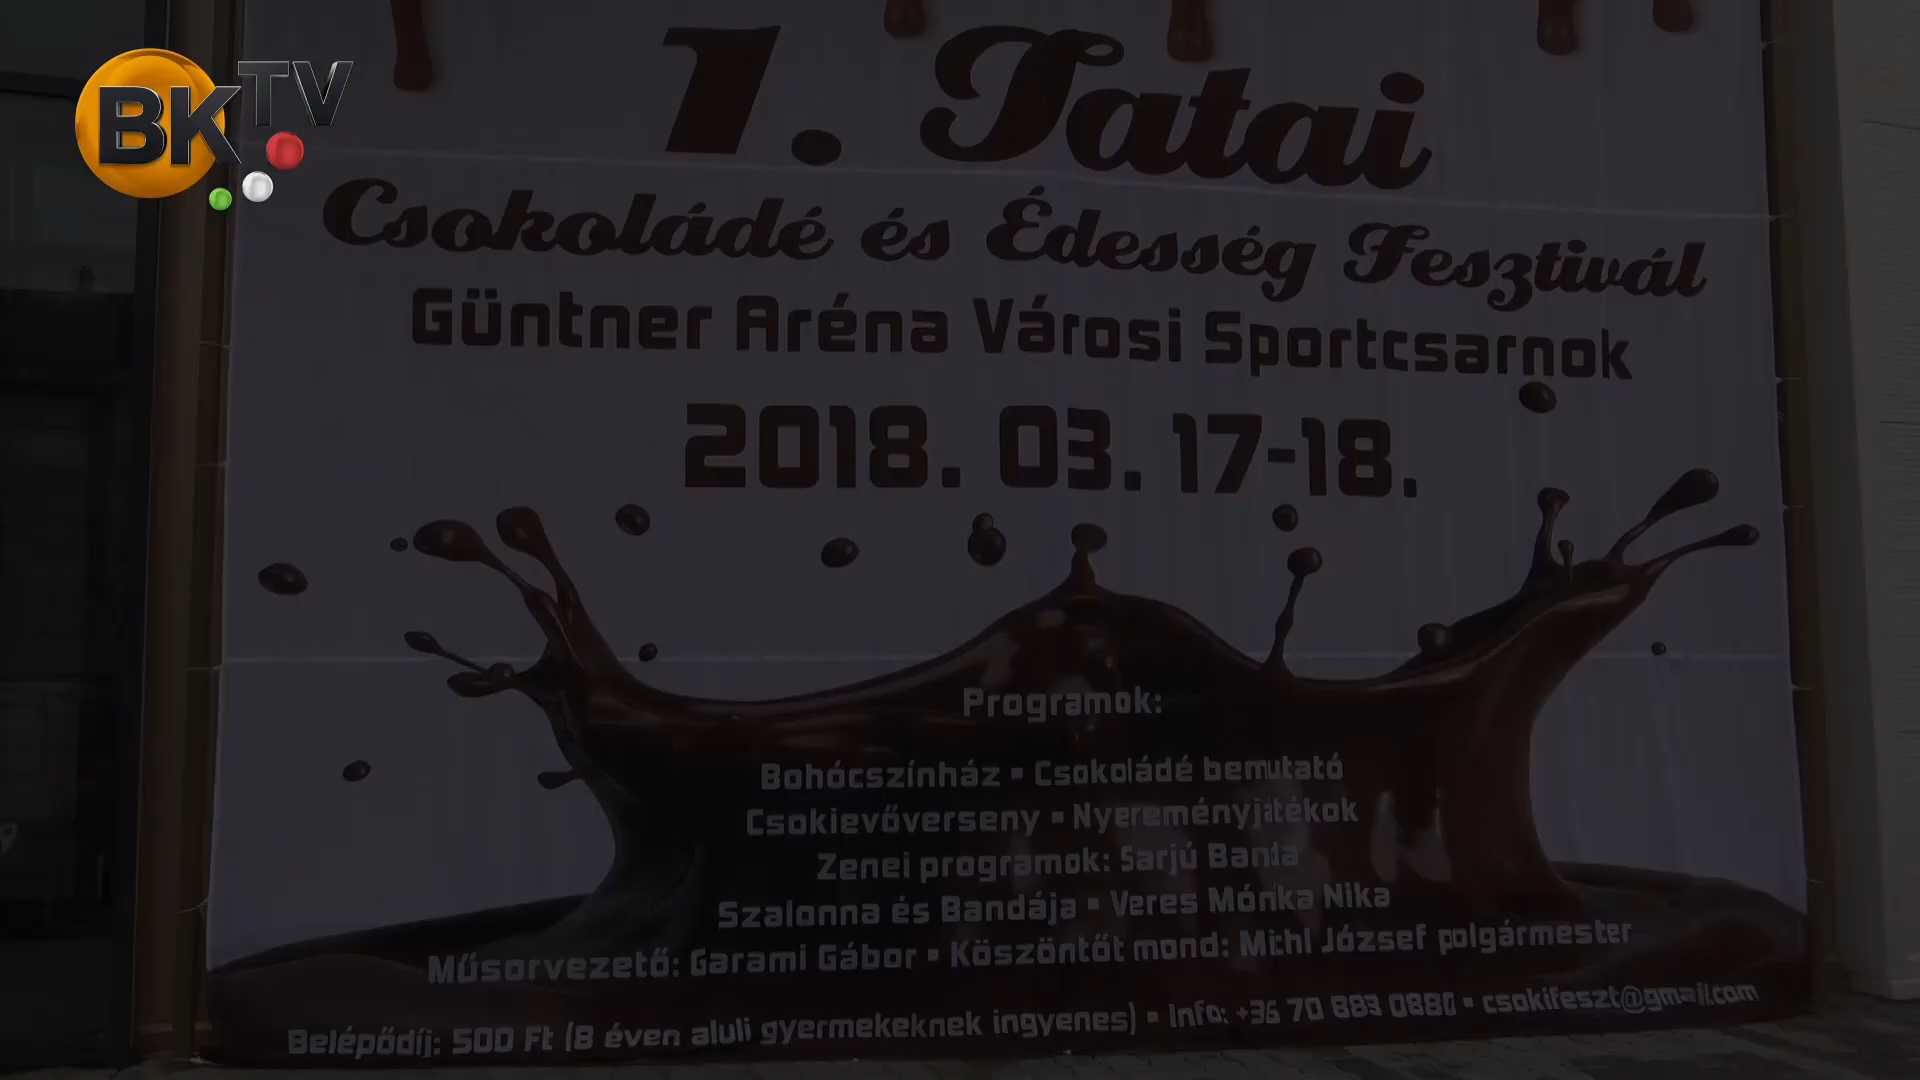 BKTV
1. Tatai
Csokoládé és Édesség Fesztivál
Güntner Aréna Városi Sportcsarnok
2018. 03. 17-18.
Programok:
Bohócszínház ▪ Csokoládé bemutató
Csokievőverseny ▪ Nyereményjátékok
Zenei programok: Sarjú Banda
Szalonna és Bandája ▪ Veres Mónika Nika
Műsorvezető: Garami Gábor ▪ Köszöntőt mond: Michl József polgármester
Belépődíj: 500 Ft (8 éven aluli gyermekeknek ingyenes) ▪ Info: +36 70 883 0880 ▪ csokifeszt@gmail.com